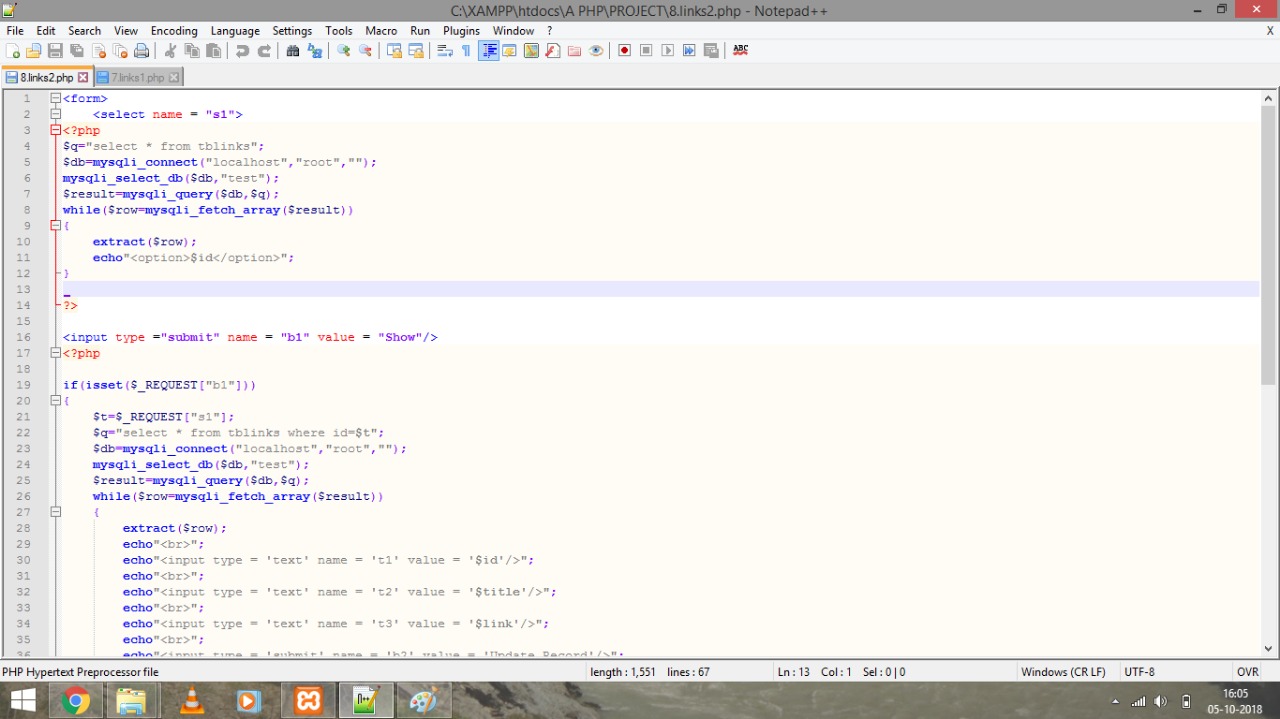 C:\XAMPP\htdocs\A PHP\PROJECT\8.links2.php - Notepad++
File Edit Search View Encoding Language Settings Tools Macro Run Plugins Window ? X
8.links2.php 7.links1.php
1 <form>
2 <select name = "s1">
3 <?php
4 $q="select * from tblinks";
5 $db=mysqli_connect("localhost","root","");
6 mysqli_select_db($db,"test");
7 $result=mysqli_query($db,$q);
8 while($row=mysqli_fetch_array($result))
9 {
10 extract($row);
11 echo"<option>$id</option>";
12 }
13
14 ?>
15
16 <input type ="submit" name = "b1" value = "Show"/>
17 <?php
18
19 if(isset($_REQUEST["b1"]))
20 {
21 $t=$_REQUEST["s1"];
22 $q="select * from tblinks where id=$t";
23 $db=mysqli_connect("localhost","root","");
24 mysqli_select_db($db,"test");
25 $result=mysqli_query($db,$q);
26 while($row=mysqli_fetch_array($result))
27 {
28 extract($row);
29 echo"<br>";
30 echo"<input type = 'text' name = 't1' value = '$id'/>";
31 echo"<br>";
32 echo"<input type = 'text' name = 't2' value = '$title'/>";
33 echo"<br>";
34 echo"<input type = 'text' name = 't3' value = '$link'/>";
35 echo"<br>";
36 echo"<input type = 'submit' name = 'b2' value = 'Update Record'/>";
PHP Hypertext Preprocessor file length : 1,551 lines : 67 Ln : 13 Col : 1 Sel : 0 | 0 Windows (CR LF) UTF-8 OVR
16:05
05-10-2018